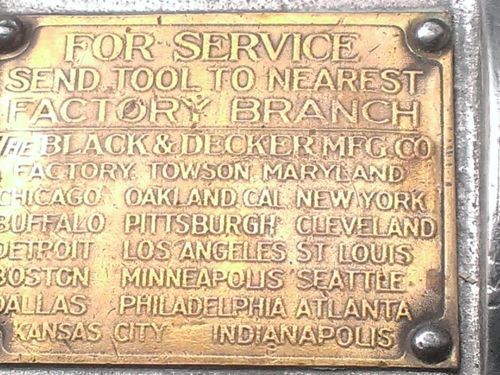 FOR SERVICE
SEND TOOL TO NEAREST
FACTORY BRANCH
THE BLACK & DECKER MFG. CO
FACTORY TOWSON, MARYLAND
CHICAGO OAKLAND, CAL. NEW YORK
BUFFALO PITTSBURGH CLEVELAND
DETROIT LOS ANGELES ST LOUIS
BOSTON MINNEAPOLIS SEATTLE
DALLAS PHILADELPHIA ATLANTA
KANSAS CITY INDIANAPOLIS